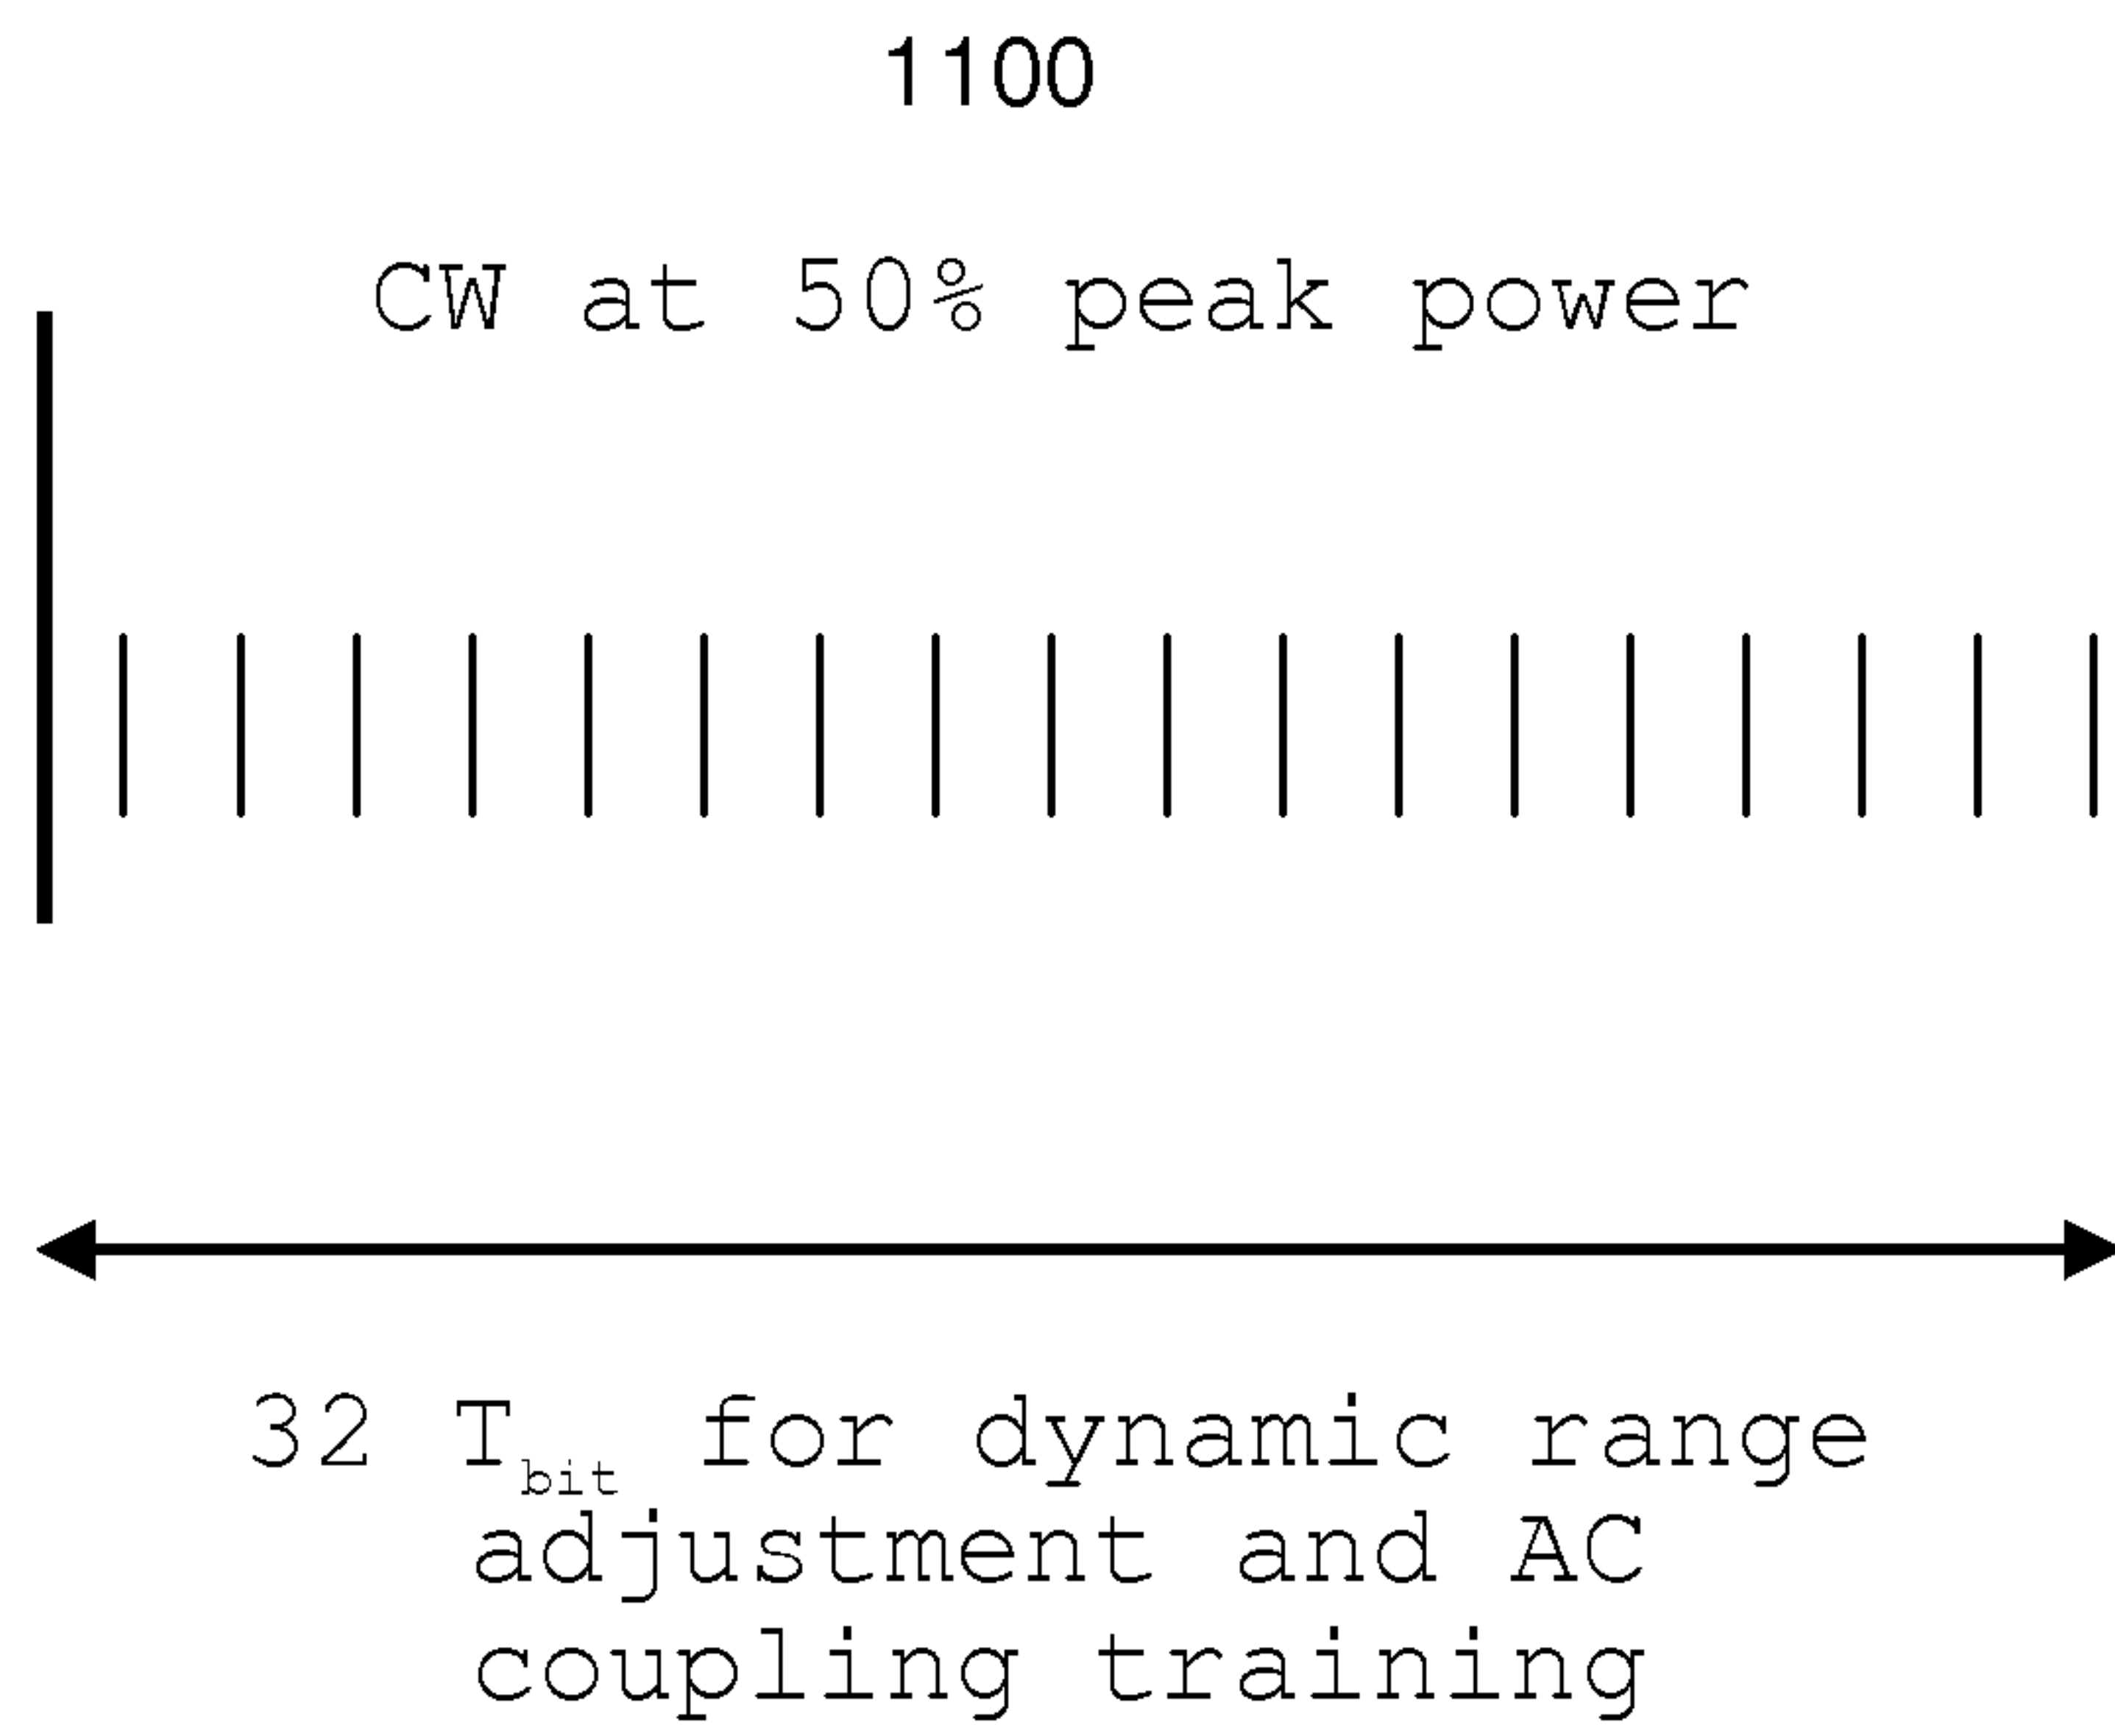 1100
CW at 50% peak power
32 Tbit for dynamic range
adjustment and AC
coupling training